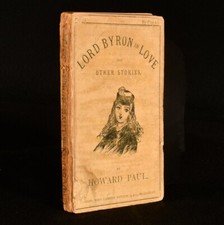 LORD BYRON IN LOVE
AND
OTHER STORIES.
BY
HOWARD PAUL.